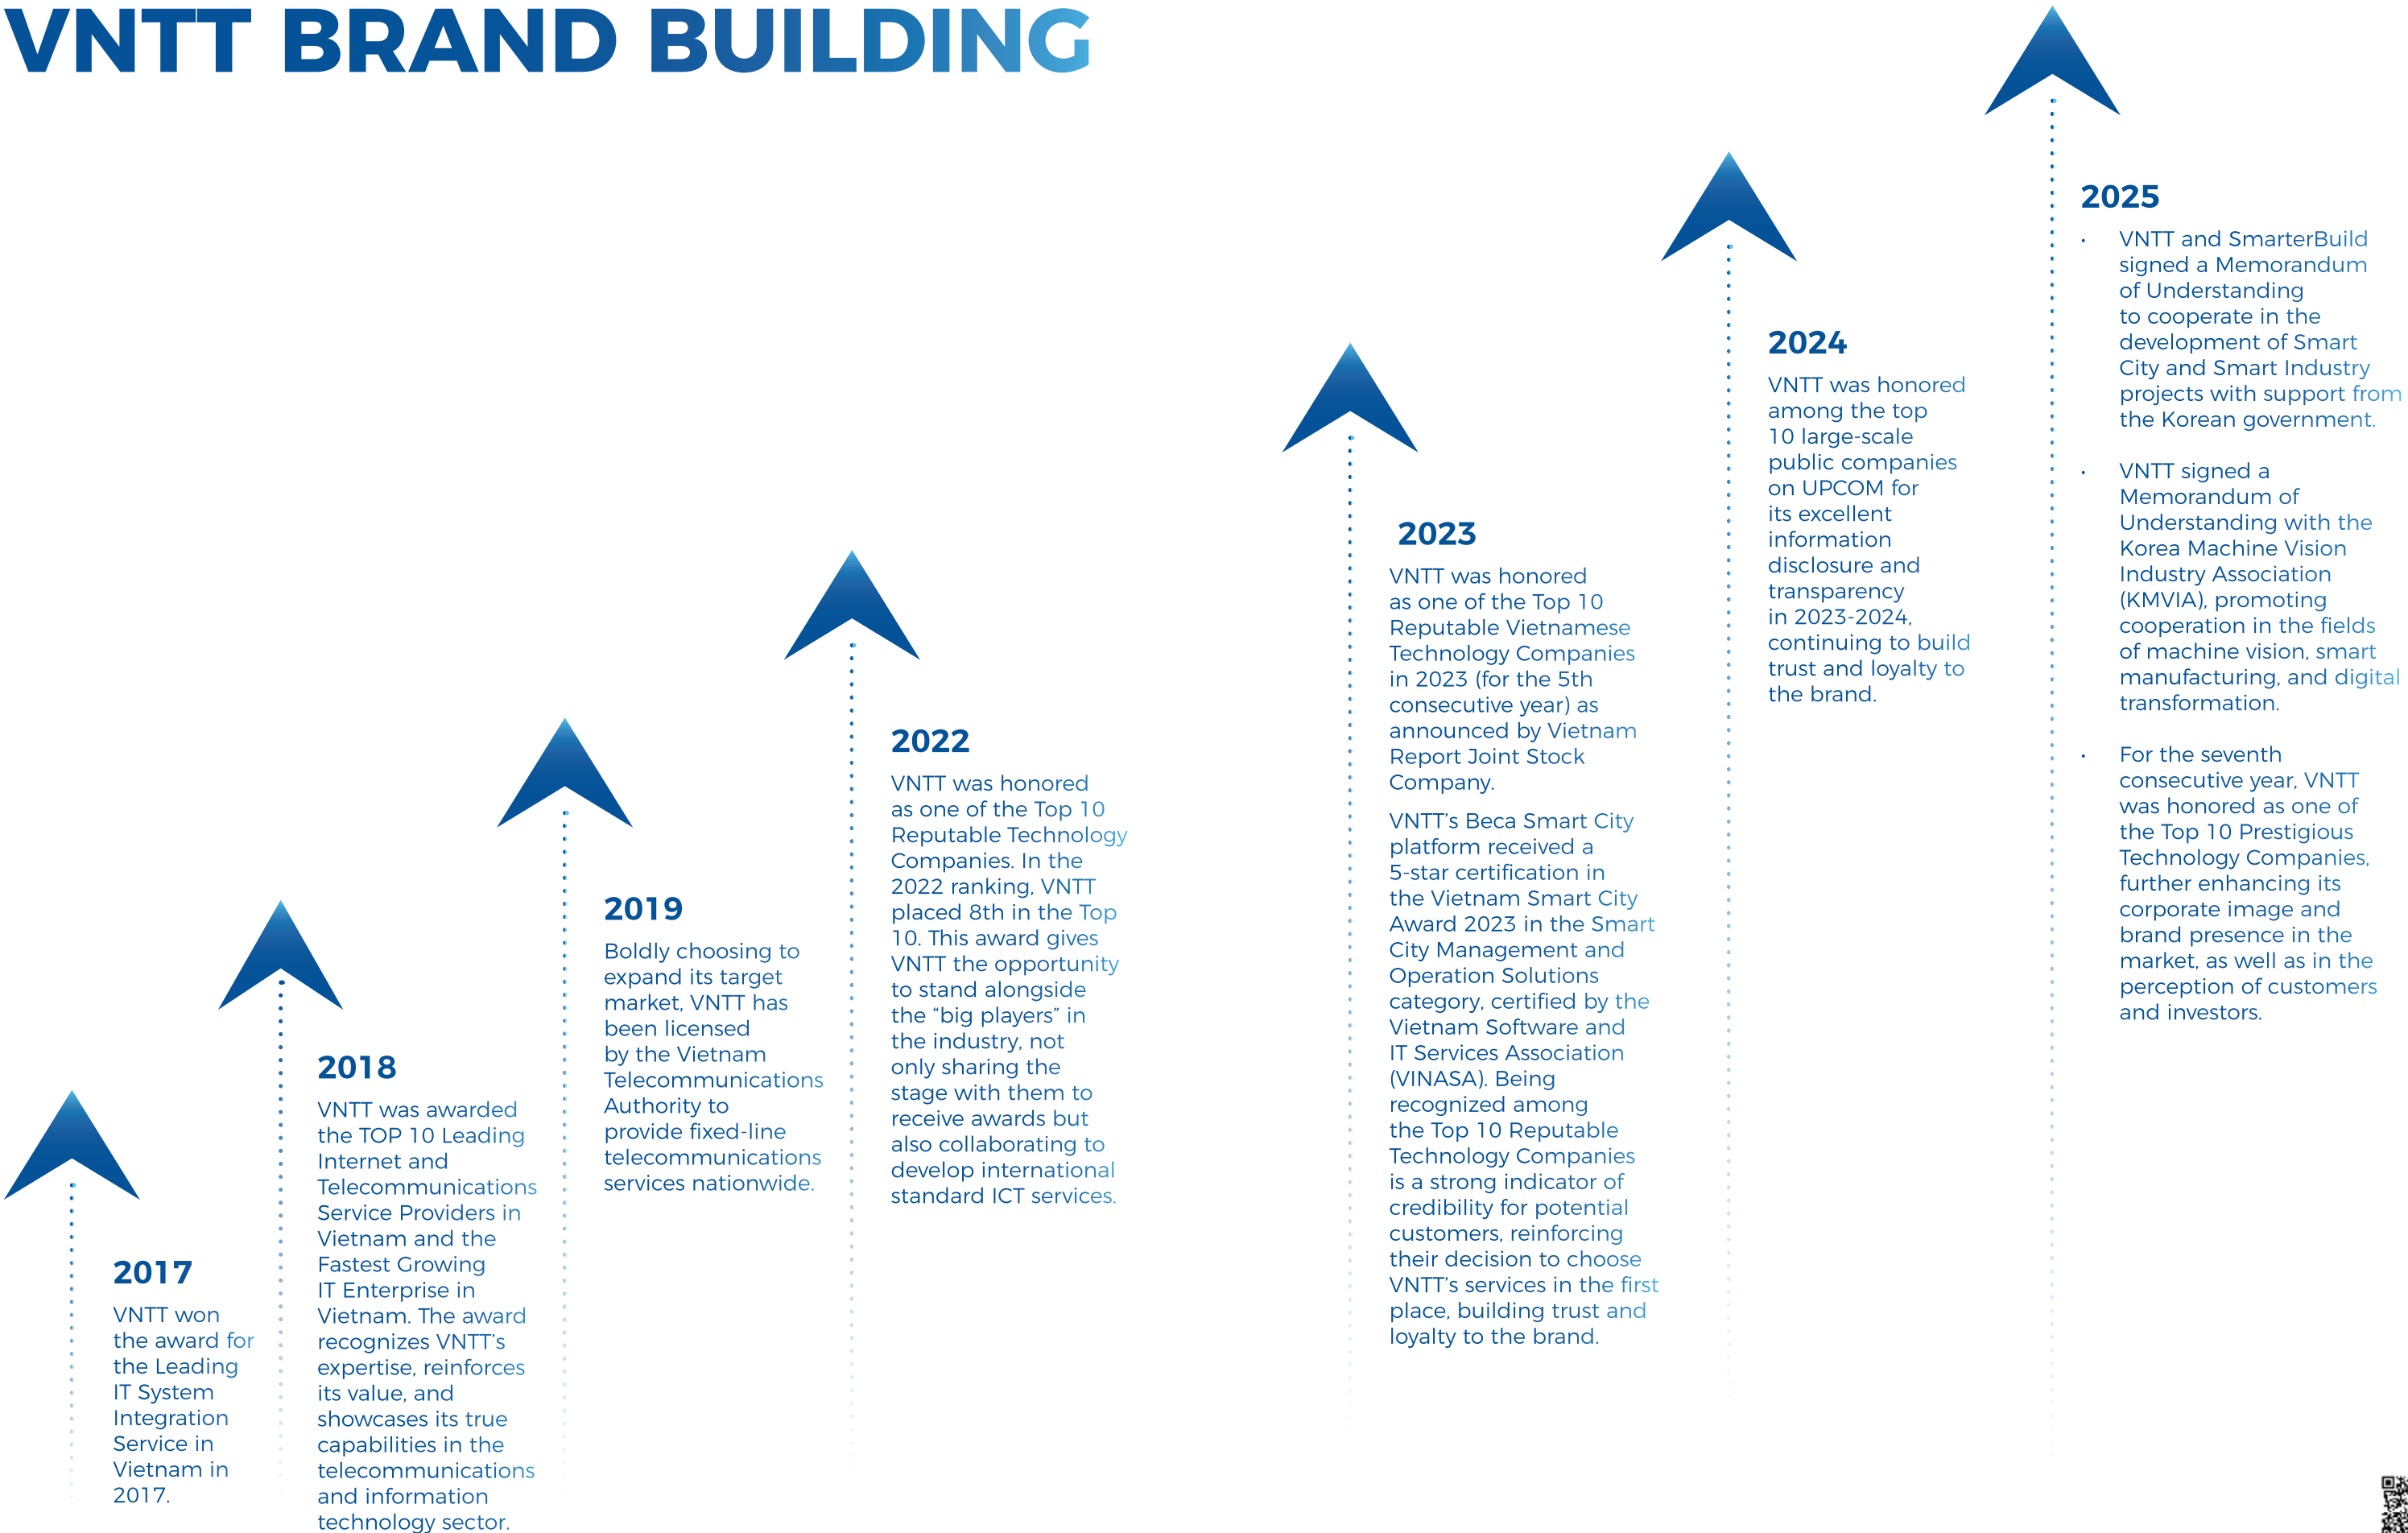 VNTT BRAND BUILDING
2017
VNTT won
the award for
the Leading
IT System
Integration
Service in
Vietnam in
2017.
2018
VNTT was awarded
the TOP 10 Leading
Internet and
Telecommunications
Service Providers in
Vietnam and the
Fastest Growing
IT Enterprise in
Vietnam. The award
recognizes VNTT’s
expertise, reinforces
its value, and
showcases its true
capabilities in the
telecommunications
and information
technology sector.
2019
Boldly choosing to
expand its target
market, VNTT has
been licensed
by the Vietnam
Telecommunications
Authority to
provide fixed-line
telecommunications
services nationwide.
2022
VNTT was honored
as one of the Top 10
Reputable Technology
Companies. In the
2022 ranking, VNTT
placed 8th in the Top
10. This award gives
VNTT the opportunity
to stand alongside
the “big players” in
the industry, not
only sharing the
stage with them to
receive awards but
also collaborating to
develop international
standard ICT services.
2023
VNTT was honored
as one of the Top 10
Reputable Vietnamese
Technology Companies
in 2023 (for the 5th
consecutive year) as
announced by Vietnam
Report Joint Stock
Company.
VNTT’s Beca Smart City
platform received a
5-star certification in
the Vietnam Smart City
Award 2023 in the Smart
City Management and
Operation Solutions
category, certified by the
Vietnam Software and
IT Services Association
(VINASA). Being
recognized among
the Top 10 Reputable
Technology Companies
is a strong indicator of
credibility for potential
customers, reinforcing
their decision to choose
VNTT’s services in the first
place, building trust and
loyalty to the brand.
2024
VNTT was honored
among the top
10 large-scale
public companies
on UPCOM for
its excellent
information
disclosure and
transparency
in 2023-2024,
continuing to build
trust and loyalty to
the brand.
2025
• VNTT and SmarterBuild
signed a Memorandum
of Understanding
to cooperate in the
development of Smart
City and Smart Industry
projects with support from
the Korean government.
• VNTT signed a
Memorandum of
Understanding with the
Korea Machine Vision
Industry Association
(KMVIA), promoting
cooperation in the fields
of machine vision, smart
manufacturing, and digital
transformation.
• For the seventh
consecutive year, VNTT
was honored as one of
the Top 10 Prestigious
Technology Companies,
further enhancing its
corporate image and
brand presence in the
market, as well as in the
perception of customers
and investors.